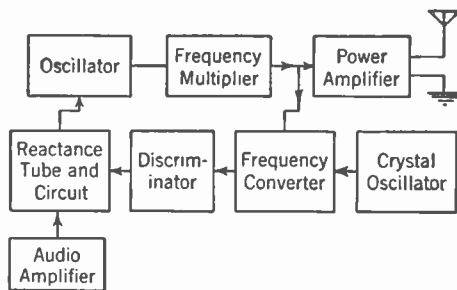 Oscillator
Frequency
Multiplier
Power
Amplifier
Reactance
Tube and
Circuit
Discrim-
inator
Frequency
Converter
Crystal
Oscillator
Audio
Amplifier